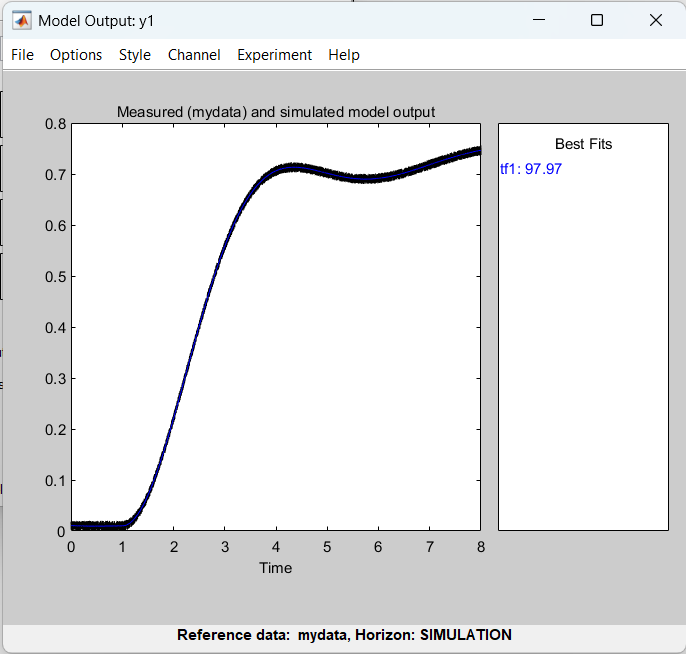 Model Output: y1
File Options Style Channel Experiment Help
Measured (mydata) and simulated model output
Best Fits
tf1: 97.97
0.8
0.7
0.6
0.5
0.4
0.3
0.2
0.1
0
0 1 2 3 4 5 6 7 8
Time
Reference data: mydata, Horizon: SIMULATION